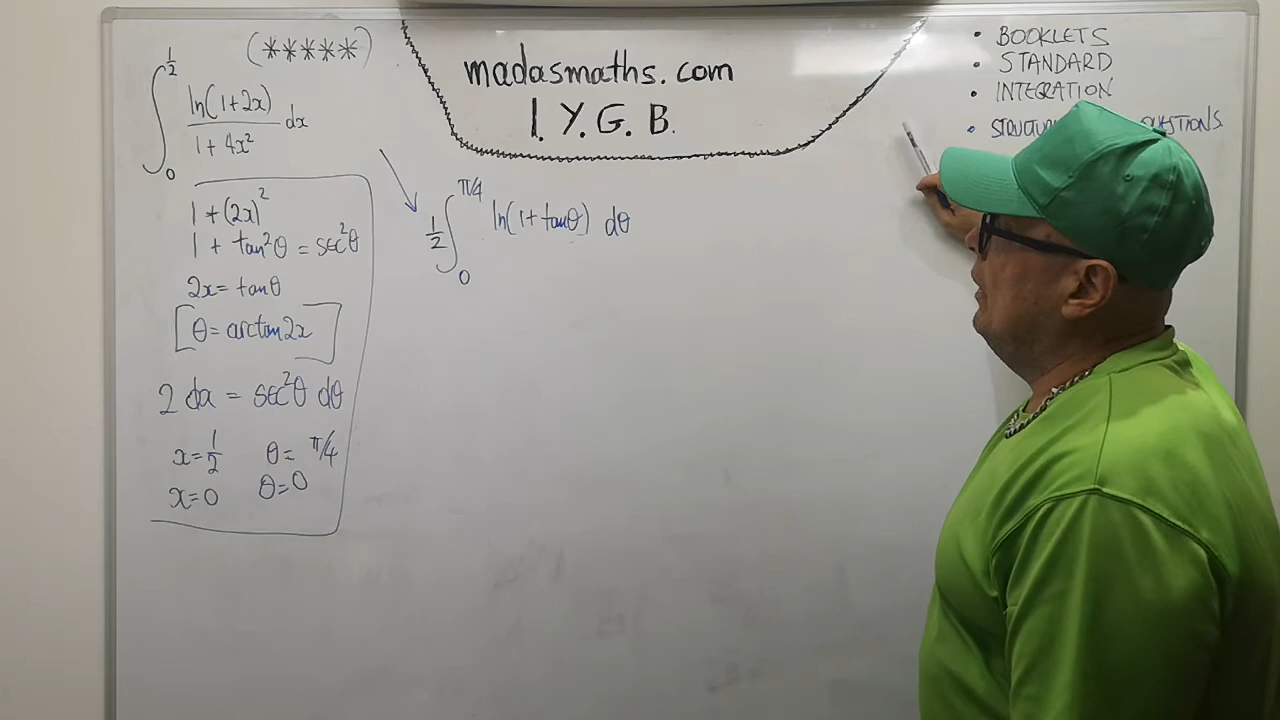 (*****)
∫₀^{1/2} ln(1+2x)/(1+4x²) dx
1+(2x)²
1 + tan²θ = sec²θ
2x = tanθ
[θ = arctan2x]
2 dx = sec²θ dθ
x=1/2 θ= π/4
x=0 θ=0
madasmaths.com
I. Y. G. B.
1/2 ∫₀^{π/4} ln(1+tanθ) dθ
• BOOKLETS
• STANDARD
• INTEGRATION